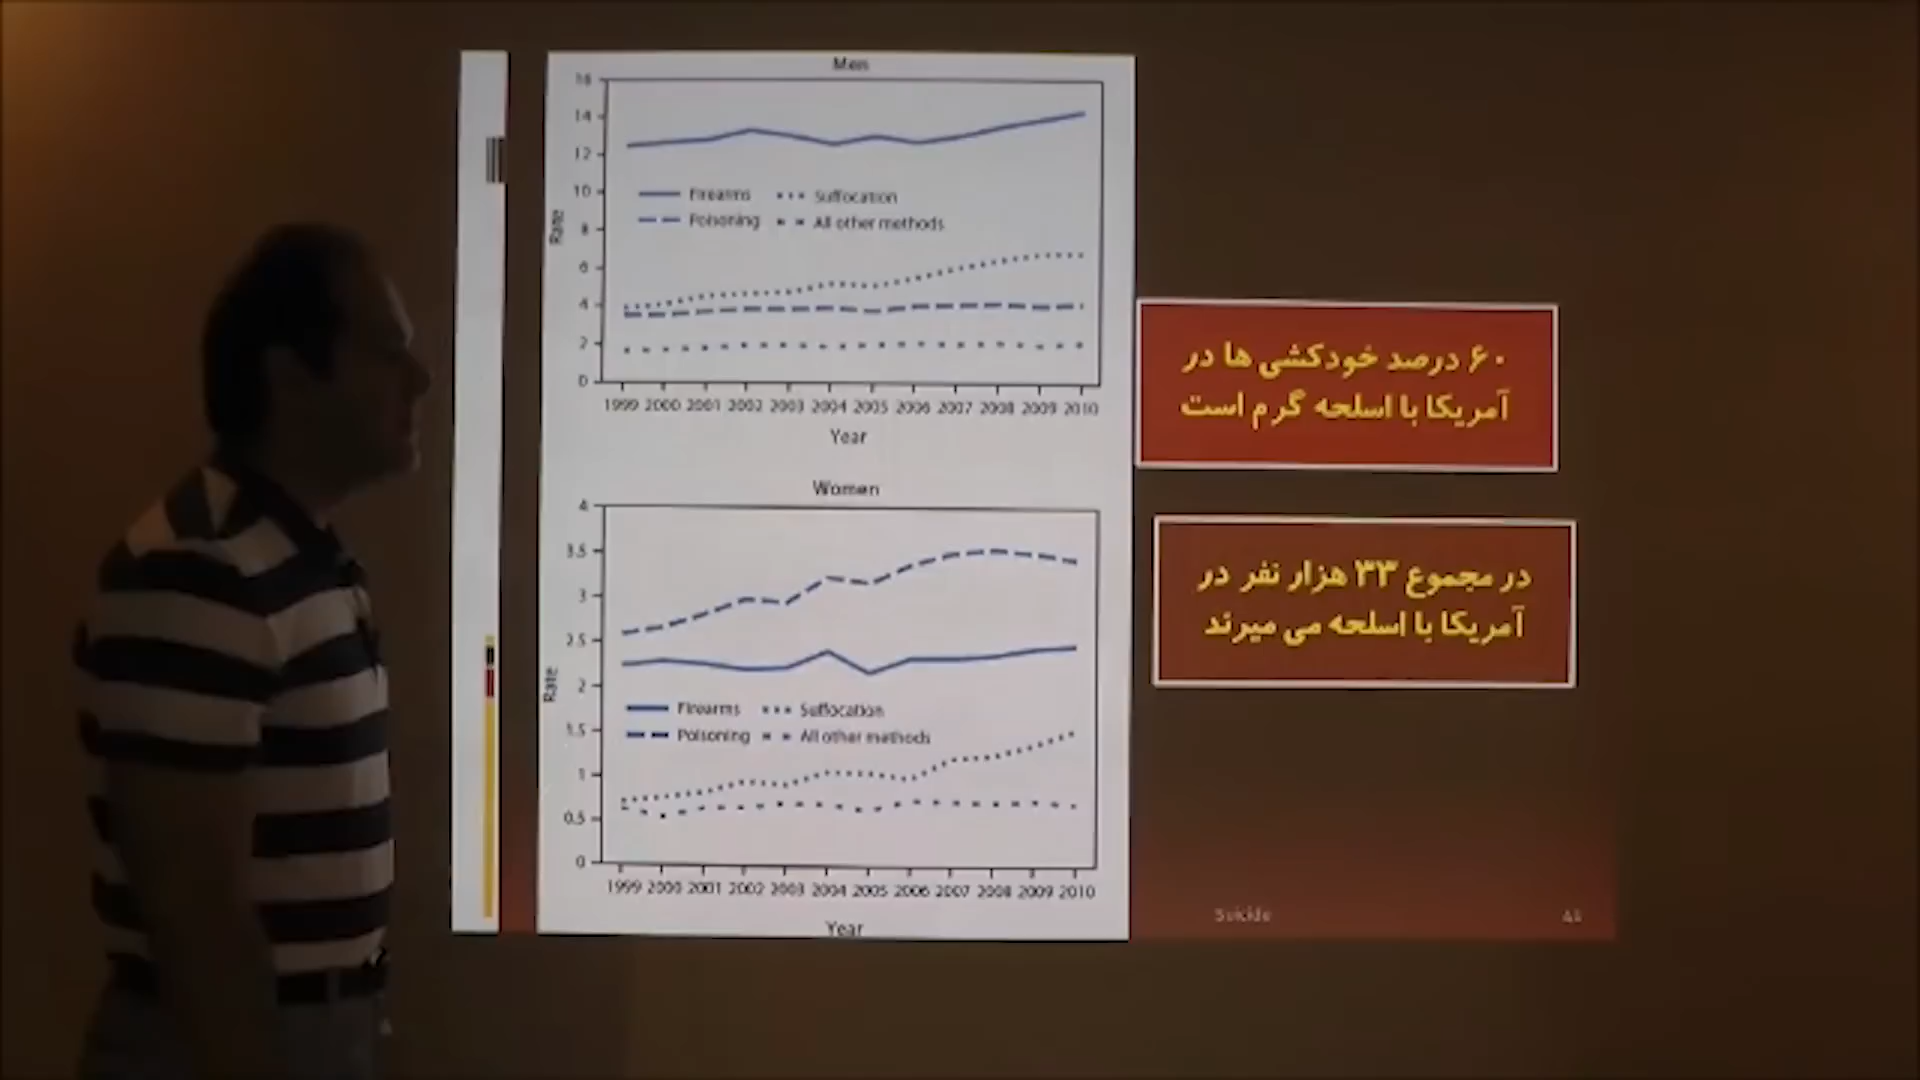 Men
16
14
12
10
8
6
4
2
0
Rate
Firearms
Suffocation
Poisoning
All other methods
1999 2000 2001 2002 2003 2004 2005 2006 2007 2008 2009 2010
Year
Women
4
3.5
3
2.5
2
1.5
1
0.5
0
Rate
Firearms
Suffocation
Poisoning
All other methods
1999 2000 2001 2002 2003 2004 2005 2006 2007 2008 2009 2010
Year
۶۰ درصد خودکشی ها در
آمریکا با اسلحه گرم است
در مجموع ۳۳ هزار نفر در
آمریکا با اسلحه می میرند
Suicide